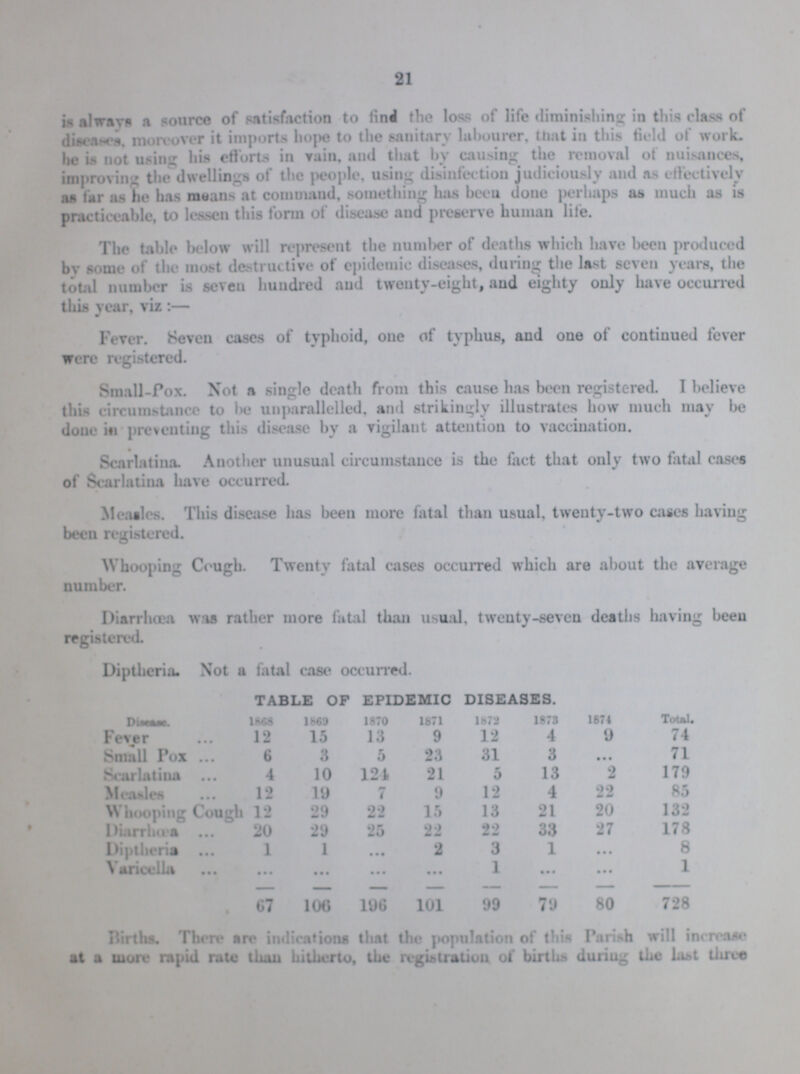 21
is always a source of satisfaction to find the loss of life diminishing in this class of
diseases, moreover it imports hope to the sanitary labourer, that in this field of work.
he is not using his efforts in vain, and that by causing the removal of nuisances,
improving the dwellings of the people, using disinfection judiciously and as effectively
as far as he has means at command, something has been done perhaps as much as is
practiceable, to lessen this form of disease and preserve human life.
The table below will represent the number of deaths which have been produced
by some of the most destructive of epidemic diseases, during the last seven years, the
total number is seven hundred and twenty-eight, and eighty only have occurred
this year, viz :—
Fever. Seven cases of typhoid, one of typhus, and one of continued fever
were registered.
Small-Pox. Not a single death from this cause has been registered. I believe
this circumstance to be unparallelled, and strikingly illustrates how much may be
done in preventing this disease by a vigilant attention to vaccination.
Scarlatina. Another unusual circumstance is the fact that only two fatal cases
of Scarlatina have occurred.
Measles. This disease has been more fatal than usual, twenty-two cases having
been registered.
Whooping Cough. Twenty fatal cases occurred which are about the average
number.
Diarrhœa was rather more fatal than usual, twenty-seven deaths having been
registered.
Diptheria. Not a fatal case occurred.
TABLE OF EPIDEMIC DISEASES.
Disease. 1868 1869 1870 1871 1872 1873 1874 Total.
Fever ... 12 15 13 9 12 4 9 74
Small Pox ... 6 3 5 23 31 3 ... 71
Scarlatina ... 4 10 124 21 5 13 2 179
Measles ... 12 19 7 9 12 4 22 85
Whooping Cough 12 29 22 15 13 21 20 132
Diarrhœa ... 20 29 25 22 22 33 27 178
Diptheria ... 1 1 ... 2 3 1 ... 8
Varicella ... ... ... ... ... 1 ... ... 1
67 106 196 101 99 79 80 728
Births. There are indications that the population of this Parish will increase
at a more rapid rate than hitherto, the registration of births during the last three